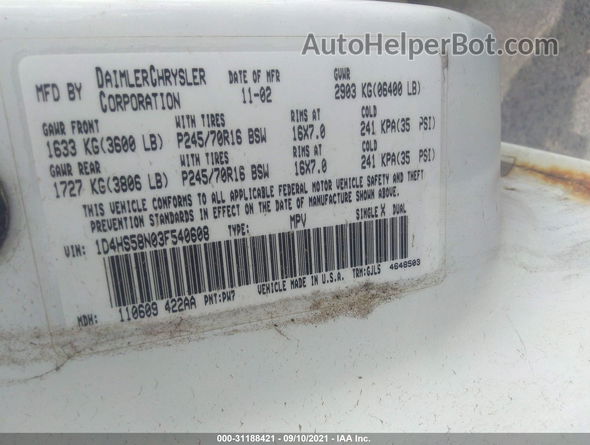 AutoHelperBot.com
MFD BY DAIMLERCHRYSLER CORPORATION DATE OF MFR 11-02 GVWR 2903 KG(06400 LB)
GAWR FRONT WITH TIRES RIMS AT COLD
1633 KG(3600 LB) P245/70R16 BSW 16X7.0 241 KPA(35 PSI)
GAWR REAR WITH TIRES RIMS AT COLD
1727 KG(3806 LB) P245/70R16 BSW 16X7.0 241 KPA(35 PSI)
THIS VEHICLE CONFORMS TO ALL APPLICABLE FEDERAL MOTOR VEHICLE SAFETY AND THEFT
PREVENTION STANDARDS IN EFFECT ON THE DATE OF MANUFACTURE SHOWN ABOVE.
VIN: 1D4HS58N03F540608 TYPE: MPV SINGLE X DUAL
MDH: 110609 422AA PNT:PW7 VEHICLE MADE IN U.S.A. TRM:GJLS 4648503
000-31188421 - 09/10/2021 - IAA Inc.